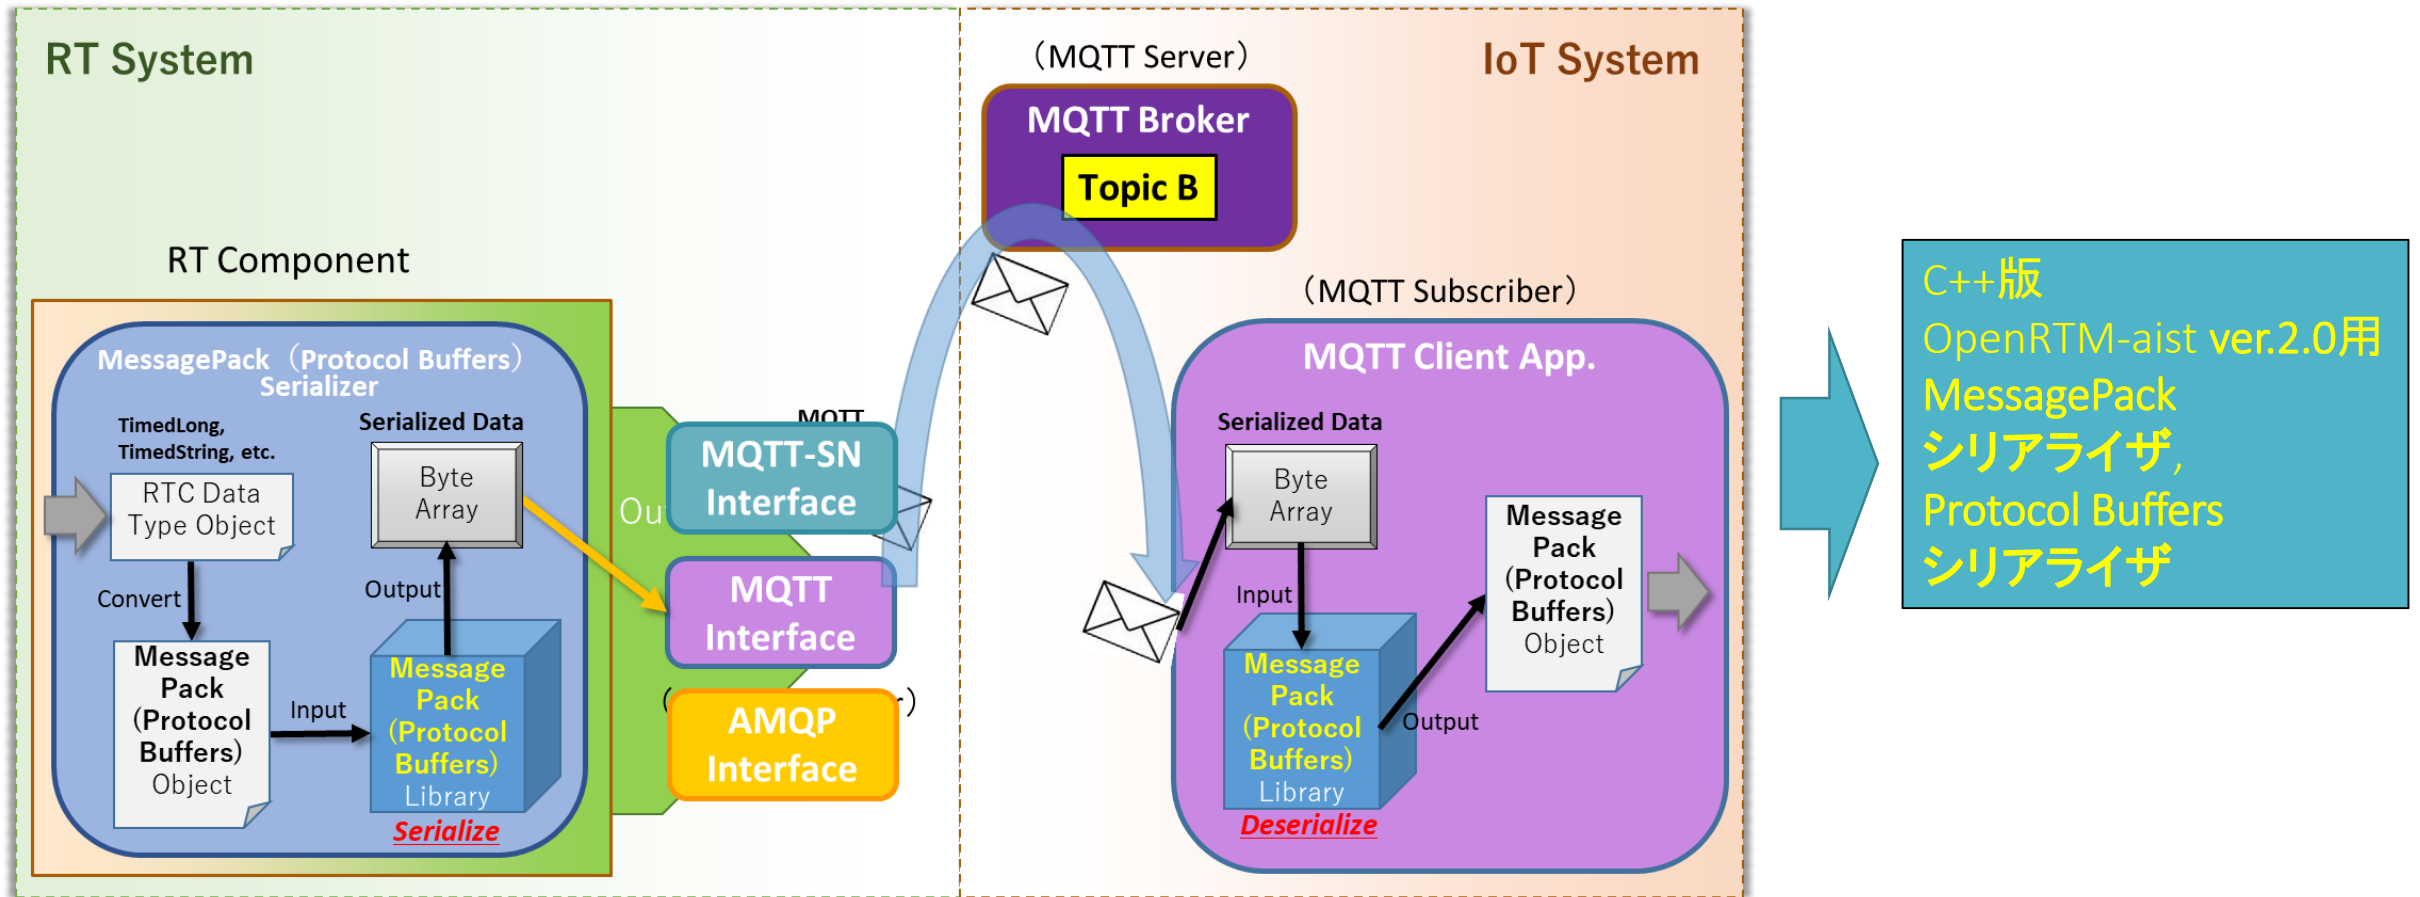 RT System
RT Component
MessagePack（Protocol Buffers）
Serializer
TimedLong,
TimedString, etc.
RTC Data
Type Object
Convert
Message
Pack
(Protocol
Buffers)
Object
Input
Serialized Data
Byte
Array
Output
Message
Pack
(Protocol
Buffers)
Library
Serialize
MQTT
MQTT-SN
Interface
MQTT
Interface
AMQP
Interface
IoT System
（MQTT Server）
MQTT Broker
Topic B
（MQTT Subscriber）
MQTT Client App.
Serialized Data
Byte
Array
Input
Message
Pack
(Protocol
Buffers)
Library
Deserialize
Output
Message
Pack
(Protocol
Buffers)
Object
C++版
OpenRTM-aist ver.2.0用
MessagePack
シリアライザ,
Protocol Buffers
シリアライザ